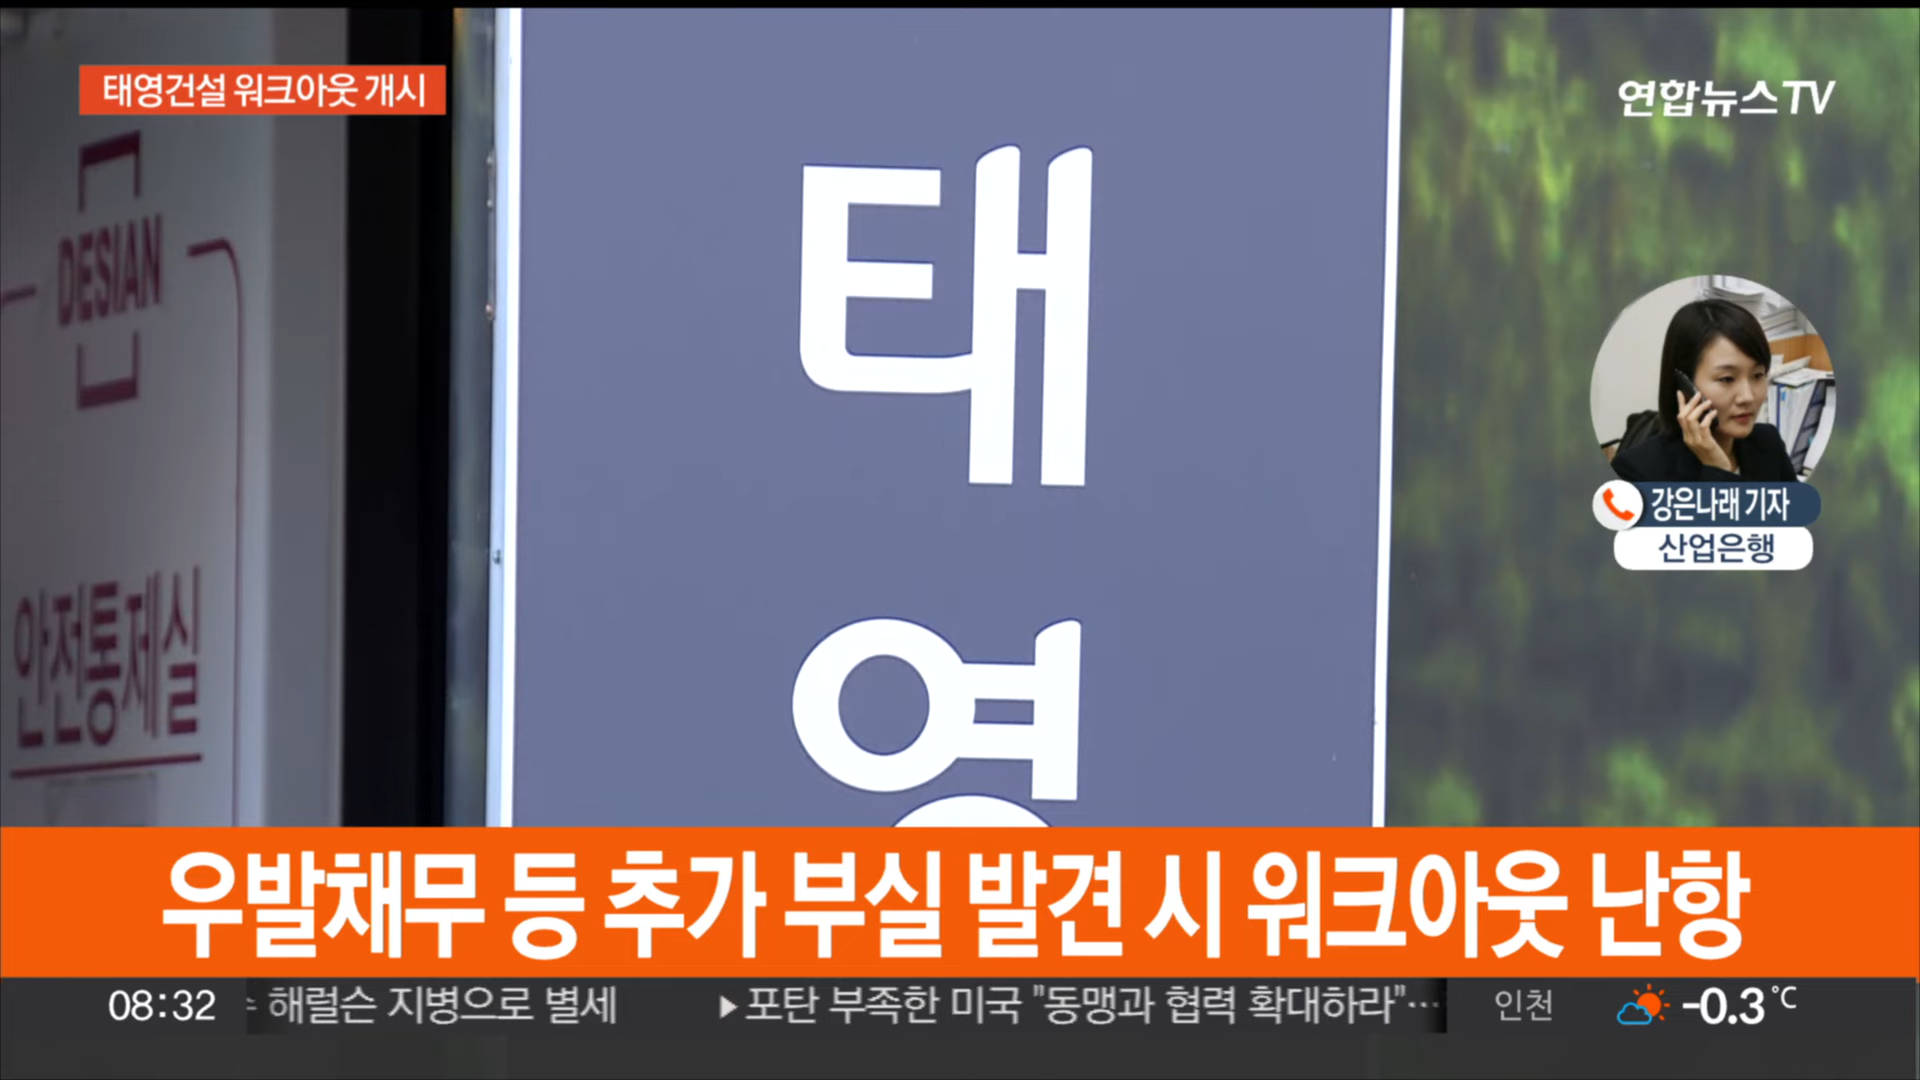 태영건설 워크아웃 개시
연합뉴스TV
DESIAN
안전통제실
태
영
강은나래 기자
산업은행
우발채무 등 추가 부실 발견 시 워크아웃 난항
08:32 해럴슨 지병으로 별세 ▶포탄 부족한 미국 "동맹과 협력 확대하라"… 인천 -0.3℃